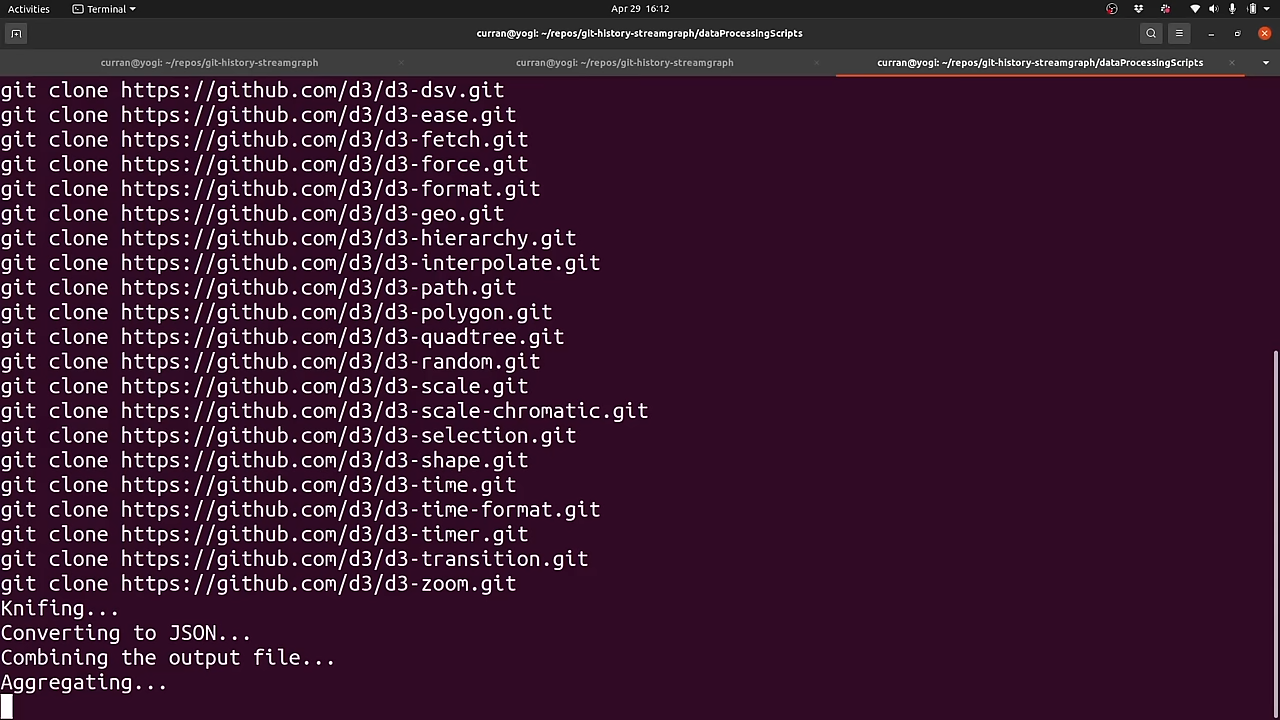 Activities
Terminal
Apr 29 16:12
curran@yogi: ~/repos/git-history-streamgraph/dataProcessingScripts
curran@yogi: ~/repos/git-history-streamgraph
curran@yogi: ~/repos/git-history-streamgraph
curran@yogi: ~/repos/git-history-streamgraph/dataProcessingScripts
git clone https://github.com/d3/d3-dsv.git
git clone https://github.com/d3/d3-ease.git
git clone https://github.com/d3/d3-fetch.git
git clone https://github.com/d3/d3-force.git
git clone https://github.com/d3/d3-format.git
git clone https://github.com/d3/d3-geo.git
git clone https://github.com/d3/d3-hierarchy.git
git clone https://github.com/d3/d3-interpolate.git
git clone https://github.com/d3/d3-path.git
git clone https://github.com/d3/d3-polygon.git
git clone https://github.com/d3/d3-quadtree.git
git clone https://github.com/d3/d3-random.git
git clone https://github.com/d3/d3-scale.git
git clone https://github.com/d3/d3-scale-chromatic.git
git clone https://github.com/d3/d3-selection.git
git clone https://github.com/d3/d3-shape.git
git clone https://github.com/d3/d3-time.git
git clone https://github.com/d3/d3-time-format.git
git clone https://github.com/d3/d3-timer.git
git clone https://github.com/d3/d3-transition.git
git clone https://github.com/d3/d3-zoom.git
Knifing...
Converting to JSON...
Combining the output file...
Aggregating...